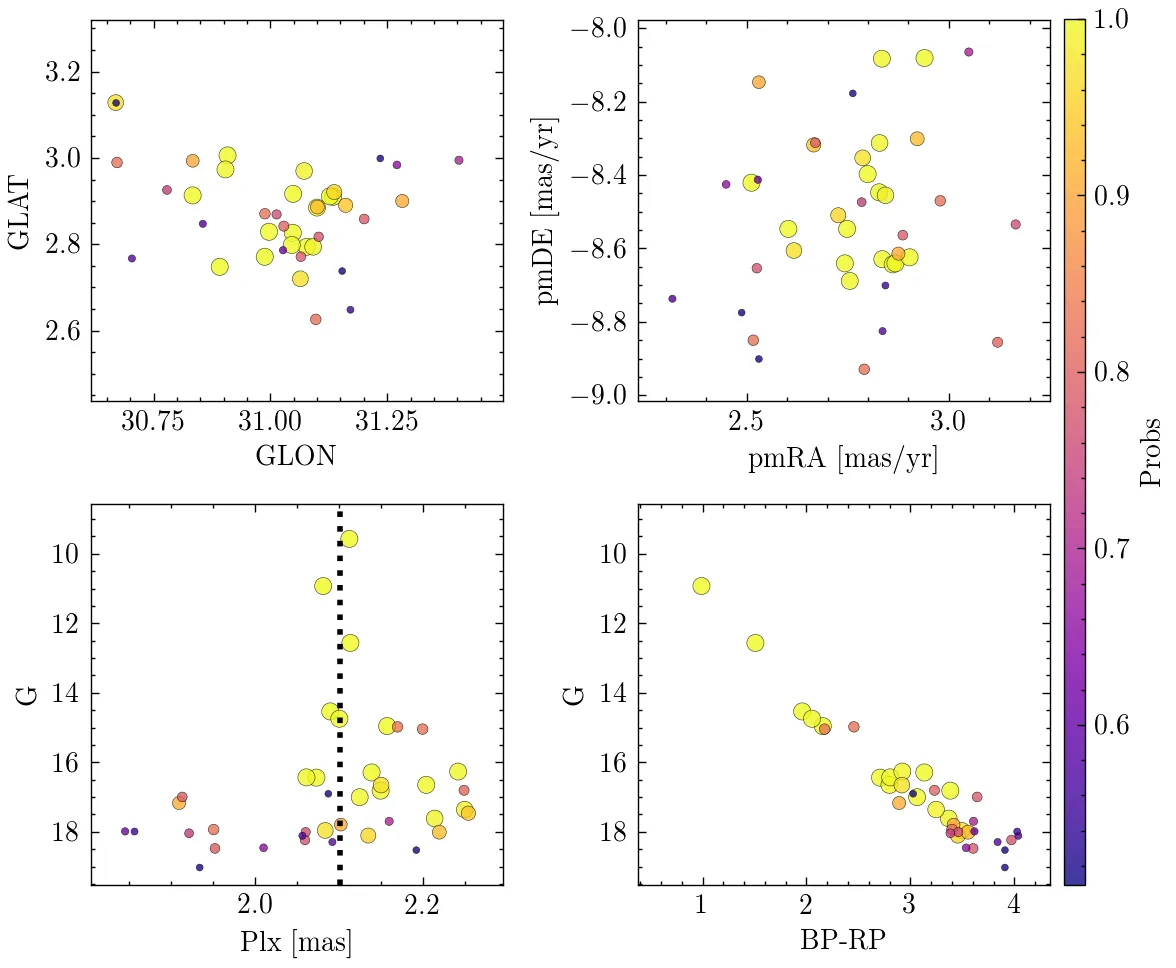 3.2
3.0
2.8
2.6
GLAT
30.75 31.00 31.25
GLON
−8.0
−8.2
−8.4
−8.6
−8.8
−9.0
pmDE [mas/yr]
2.5 3.0
pmRA [mas/yr]
10
12
14
16
18
G
2.0 2.2
Plx [mas]
10
12
14
16
18
G
1 2 3 4
BP-RP
1.0
0.9
0.8
0.7
0.6
Probs